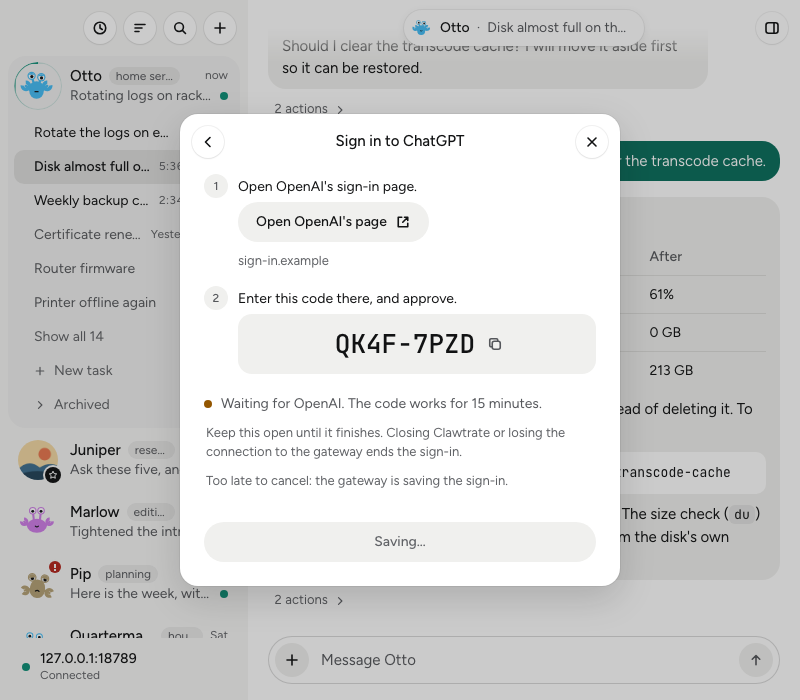 Otto · Disk almost full on th...
Otto home ser... now
Rotating logs on rack...
Rotate the logs on e...
Disk almost full o... 5:36
Weekly backup c... 2:34
Certificate rene... Yeste
Router firmware
Printer offline again
Show all 14
New task
Archived
Juniper rese...
Ask these five, an
Marlow editi...
Tightened the intr
Pip planning
Here is the week, wit...
Quarterma hou... Sat
127.0.0.1:18789
Connected
Should I clear the transcode cache? I will move it aside first
so it can be restored.
2 actions
the transcode cache.
After
61%
0 GB
213 GB
ead of deleting it. To
transcode-cache
The size check (du)
m the disk's own
2 actions
Message Otto
Sign in to ChatGPT
1 Open OpenAI's sign-in page.
Open OpenAI's page
sign-in.example
2 Enter this code there, and approve.
QK4F-7PZD
Waiting for OpenAI. The code works for 15 minutes.
Keep this open until it finishes. Closing Clawtrate or losing the
connection to the gateway ends the sign-in.
Too late to cancel: the gateway is saving the sign-in.
Saving...